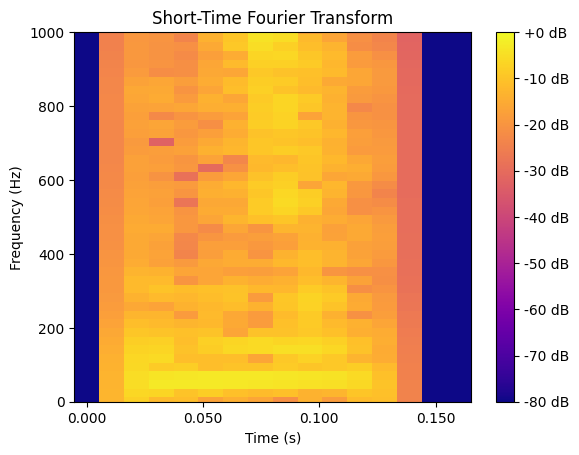 Short-Time Fourier Transform
Frequency (Hz)
1000
800
600
400
200
0
0.000
0.050
0.100
0.150
Time (s)
+0 dB
-10 dB
-20 dB
-30 dB
-40 dB
-50 dB
-60 dB
-70 dB
-80 dB